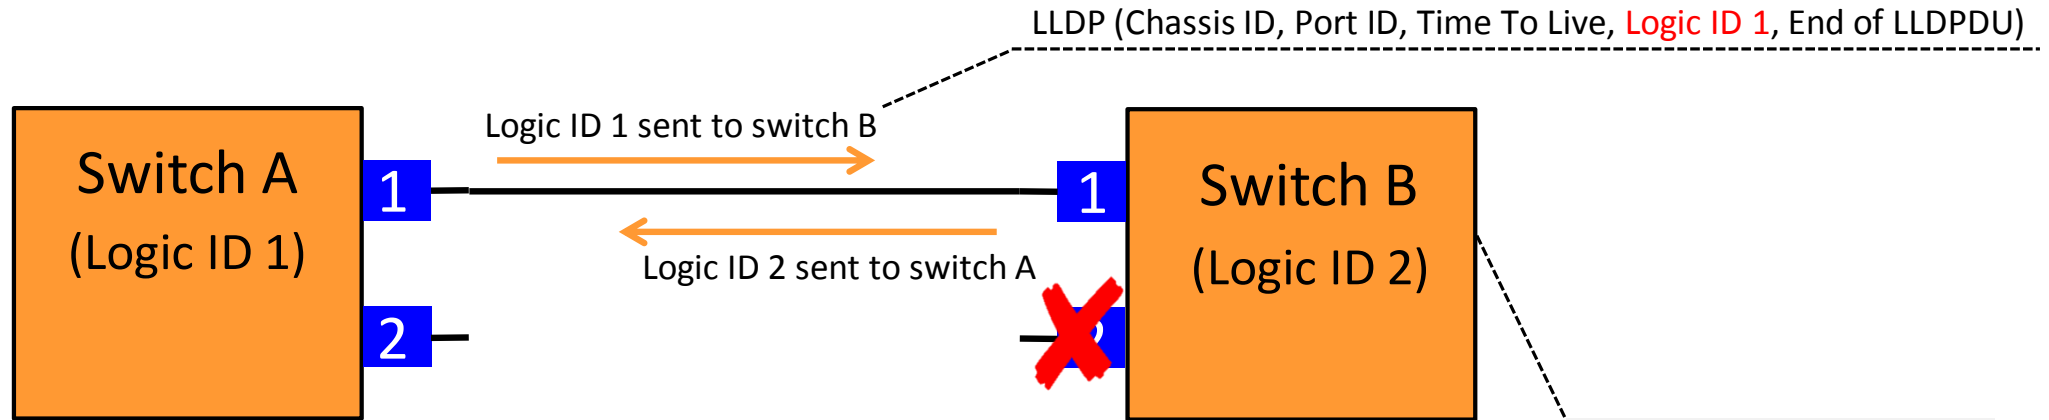 LLDP (Chassis ID, Port ID, Time To Live, Logic ID 1, End of LLDPDU)
Logic ID 1 sent to switch B
Switch A
(Logic ID 1)
1
1
Switch B
(Logic ID 2)
Logic ID 2 sent to switch A
2